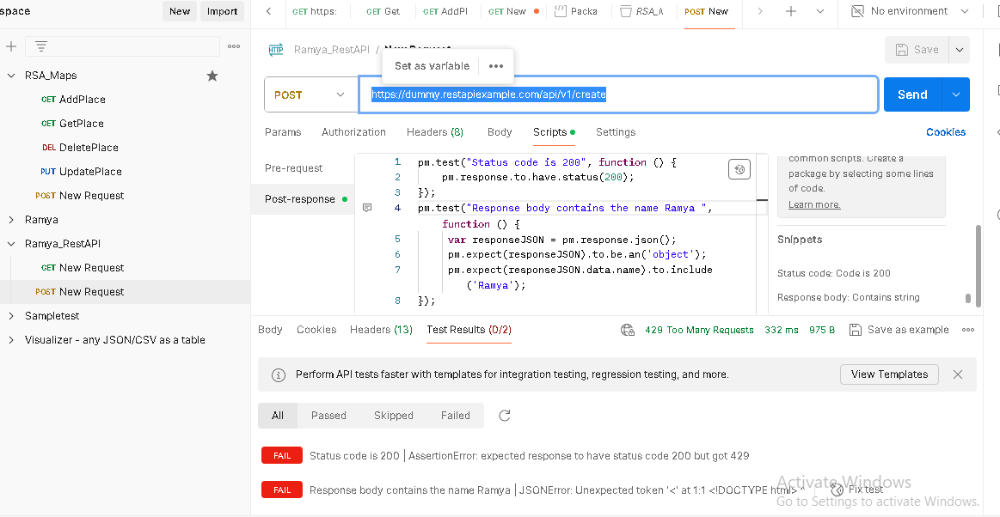 space
New
Import
GET https:
GET Get
GET AddPl
GET New
Packa
RSA_M
POST New
No environment
HTTP
Ramya_RestAPI /
Save
Set as variable
RSA_Maps
GET AddPlace
GET GetPlace
DEL DeletePlace
PUT UpdatePlace
POST New Request
Ramya
Ramya_RestAPI
GET New Request
POST New Request
Sampletest
Visualizer - any JSON/CSV as a table
POST
https://dummy.restapiexample.com/api/v1/create
Send
Params
Authorization
Headers (8)
Body
Scripts
Settings
Cookies
Pre-request
Post-response
1 pm.test("Status code is 200", function () {
2 pm.response.to.have.status(200);
3 });
4 pm.test("Response body contains the name Ramya ",
function () {
5 var responseJSON = pm.response.json();
6 pm.expect(responseJSON).to.be.an('object');
7 pm.expect(responseJSON.data.name).to.include
('Ramya');
8 });
common scripts. Create a
package by selecting some lines
of code.
Learn more.
Snippets
Status code: Code is 200
Response body: Contains string
Body
Cookies
Headers (13)
Test Results (0/2)
429 Too Many Requests
332 ms
975 B
Save as example
Perform API tests faster with templates for integration testing, regression testing, and more.
View Templates
All
Passed
Skipped
Failed
FAIL Status code is 200 | AssertionError: expected response to have status code 200 but got 429
FAIL Response body contains the name Ramya | JSONError: Unexpected token '<' at 1:1 <!DOCTYPE html> ^
Fix test
Activate Windows
Go to Settings to activate Windows.